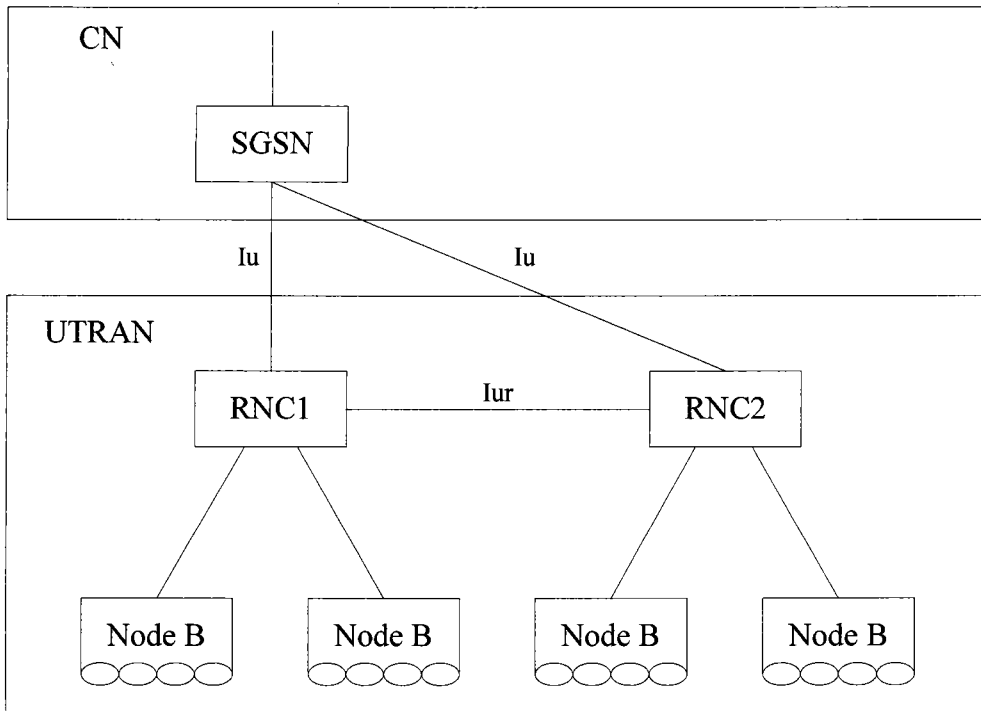 CN
SGSN
Iu
Iu
UTRAN
RNC1
Iur
RNC2
Node B
Node B
Node B
Node B